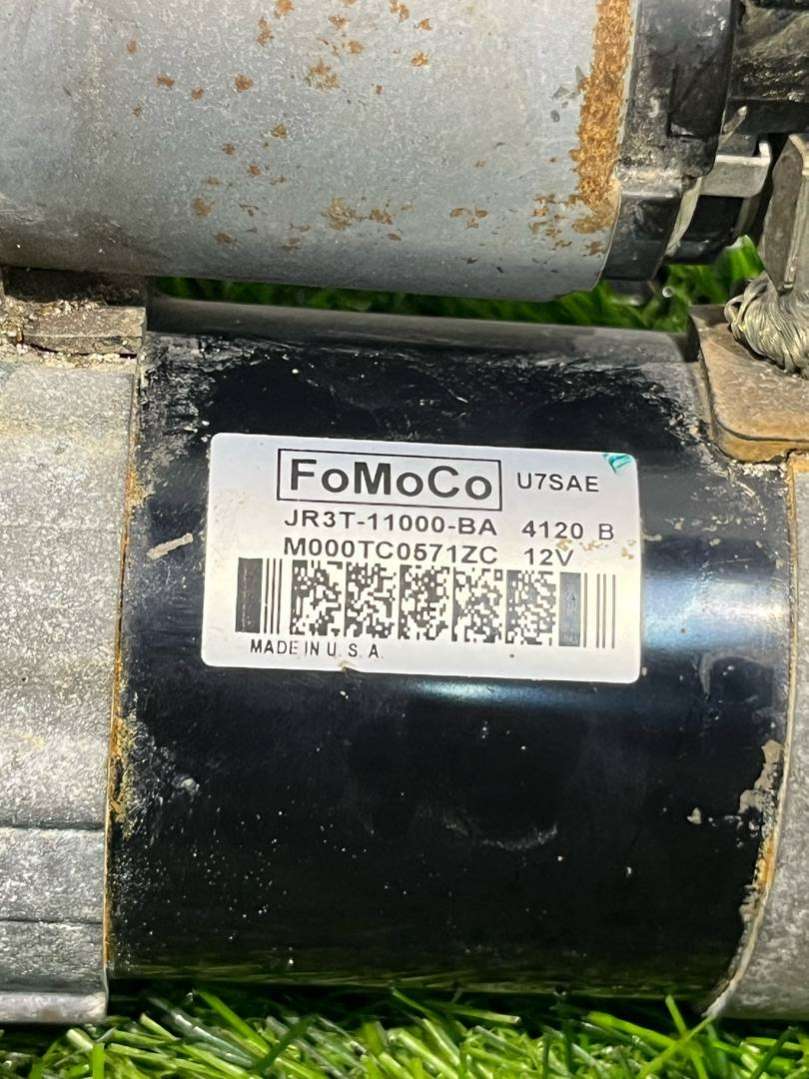 FoMoCo U7SAE
JR3T-11000-BA 4120 B
M000TC0571ZC 12V
MADE IN U. S. A.